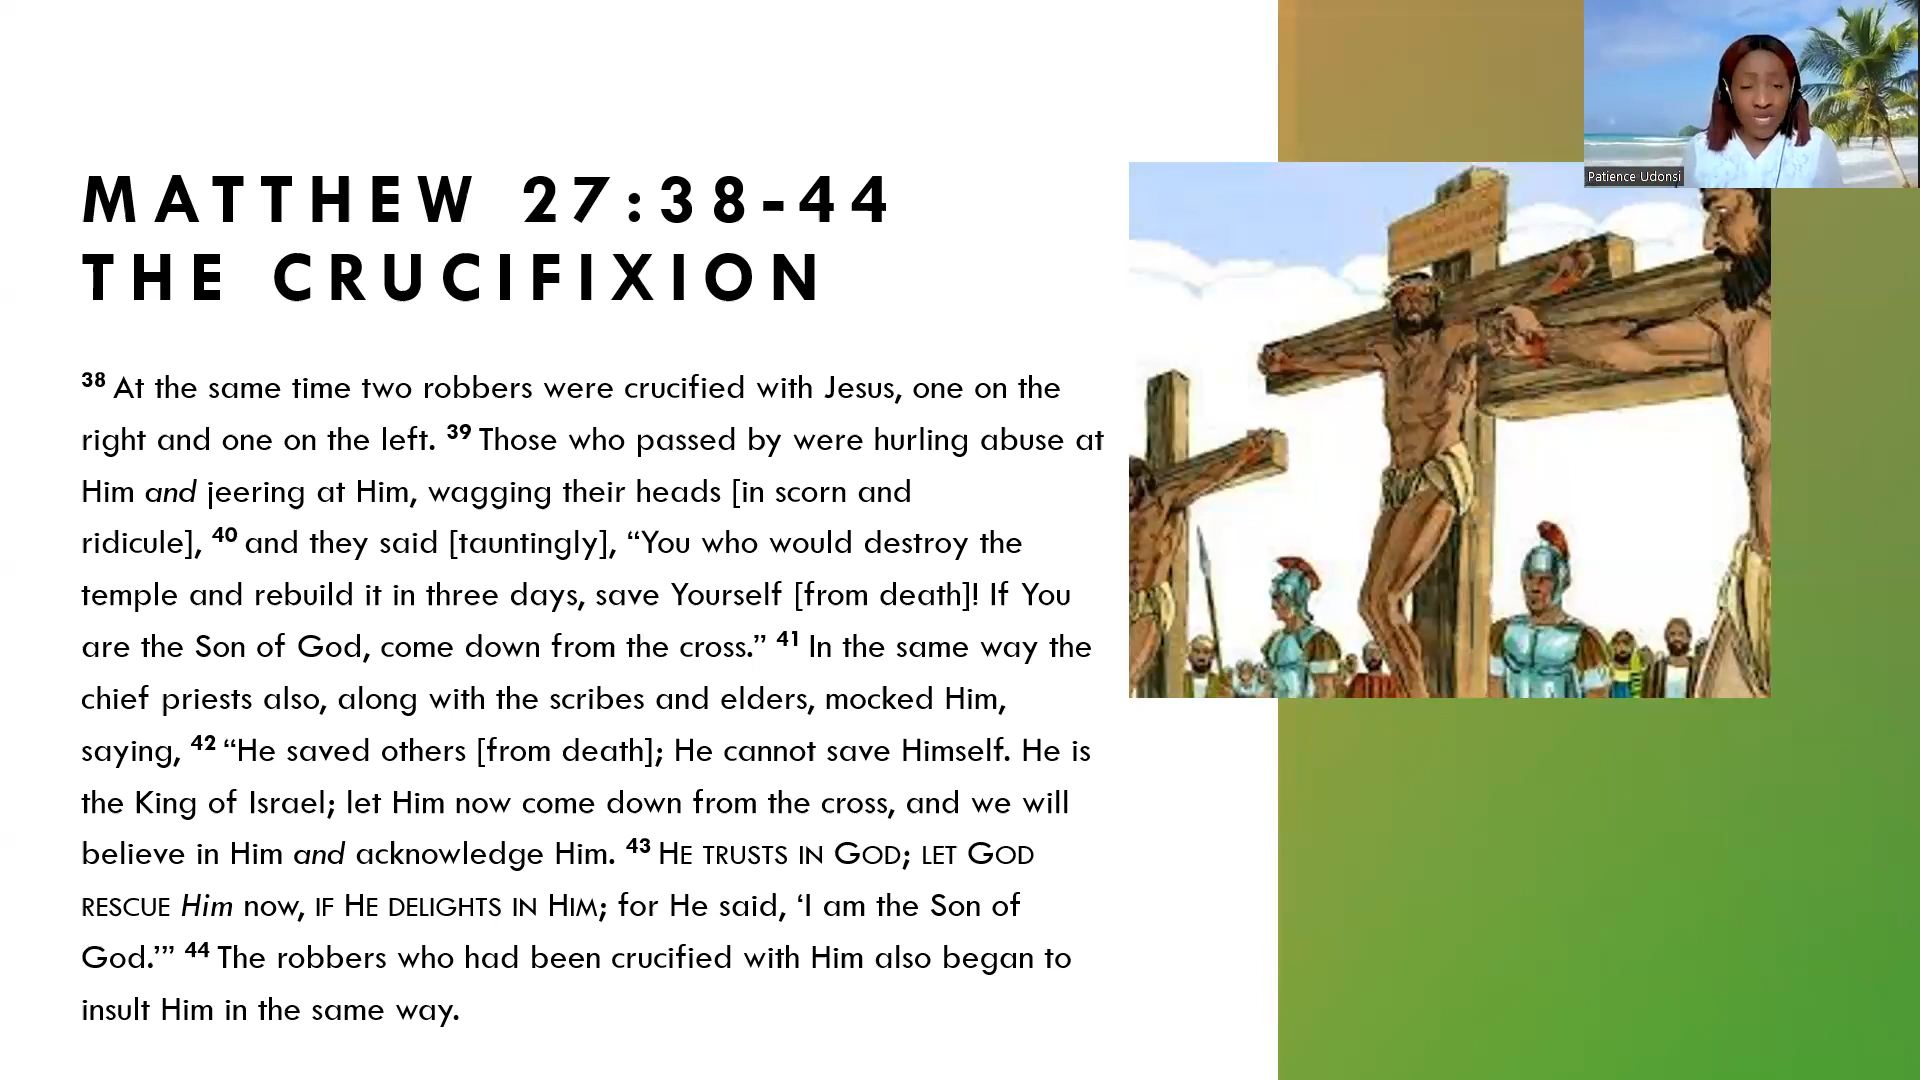 MATTHEW 27:38-44
THE CRUCIFIXION
38 At the same time two robbers were crucified with Jesus, one on the
right and one on the left. 39 Those who passed by were hurling abuse at
Him and jeering at Him, wagging their heads [in scorn and
ridicule], 40 and they said [tauntingly], “You who would destroy the
temple and rebuild it in three days, save Yourself [from death]! If You
are the Son of God, come down from the cross.” 41 In the same way the
chief priests also, along with the scribes and elders, mocked Him,
saying, 42 “He saved others [from death]; He cannot save Himself. He is
the King of Israel; let Him now come down from the cross, and we will
believe in Him and acknowledge Him. 43 HE TRUSTS IN GOD; LET GOD
RESCUE Him now, IF HE DELIGHTS IN HIM; for He said, ‘I am the Son of
God.’” 44 The robbers who had been crucified with Him also began to
insult Him in the same way.
Patience Udonsi